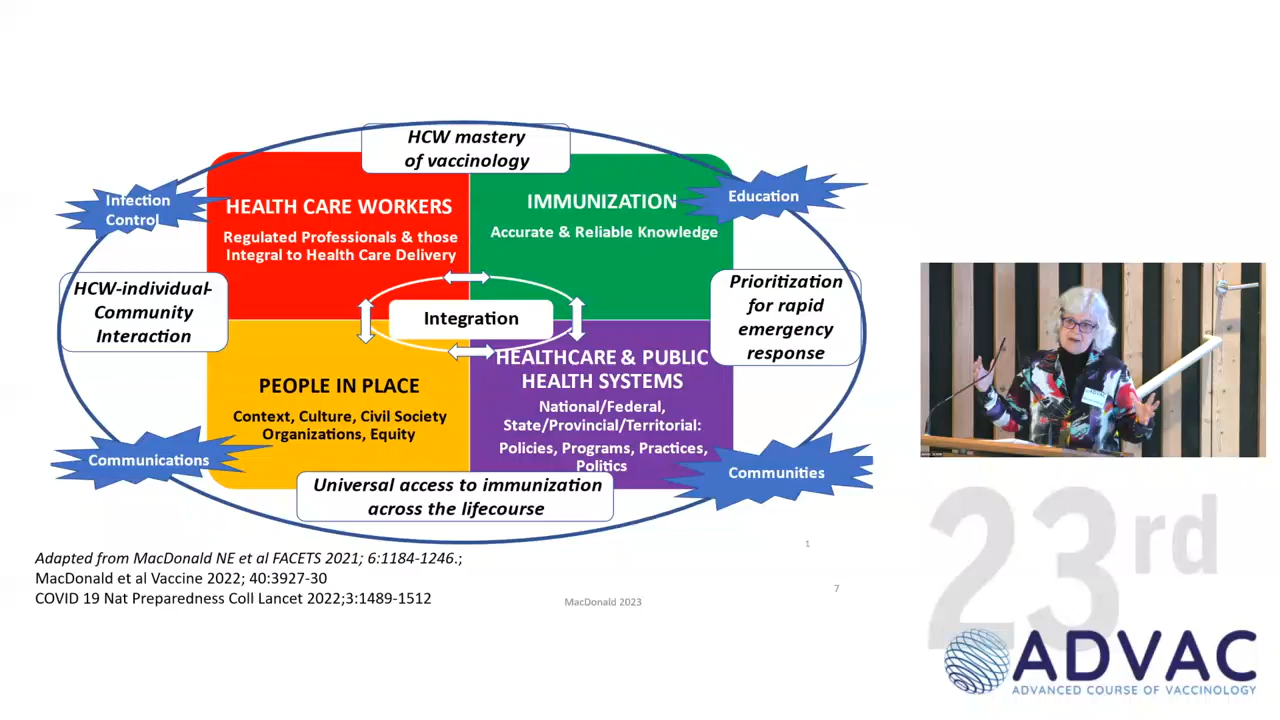 HCW mastery
of vaccinology
Infection
Control
Education
HEALTH CARE WORKERS
Regulated Professionals & those
Integral to Health Care Delivery
IMMUNIZATION
Accurate & Reliable Knowledge
HCW-individual-
Community
Interaction
Integration
Prioritization
for rapid
emergency
response
PEOPLE IN PLACE
Context, Culture, Civil Society
Organizations, Equity
HEALTHCARE & PUBLIC
HEALTH SYSTEMS
National/Federal,
State/Provincial/Territorial:
Policies, Programs, Practices,
Politics
Communications
Communities
Universal access to immunization
across the lifecourse
Adapted from MacDonald NE et al FACETS 2021; 6:1184-1246.;
MacDonald et al Vaccine 2022; 40:3927-30
COVID 19 Nat Preparedness Coll Lancet 2022;3:1489-1512
1
7
MacDonald 2023
ADVAC
23rd
ADVAC
ADVANCED COURSE OF VACCINOLOGY